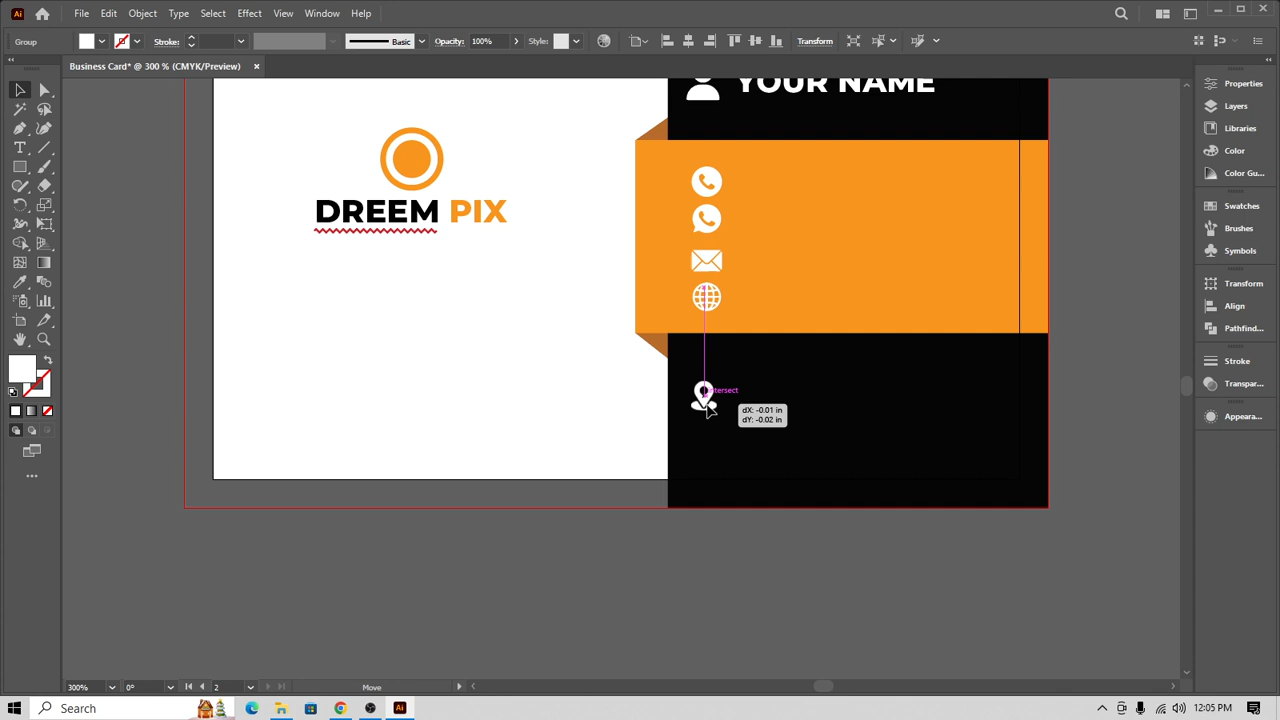 Ai File Edit Object Type Select Effect View Window Help
Group Stroke: Basic Opacity: 100% Style: Transform
Business Card* @ 300 % (CMYK/Preview)
YOUR NAME
DREEM PIX
intersect
dX: -0.01 in
dY: -0.02 in
Properties
Layers
Libraries
Color
Color Gu...
Swatches
Brushes
Symbols
Transform
Align
Pathfind...
Stroke
Transpar...
Appeara...
300% 0° 2 Move
Search Ai 12:05 PM